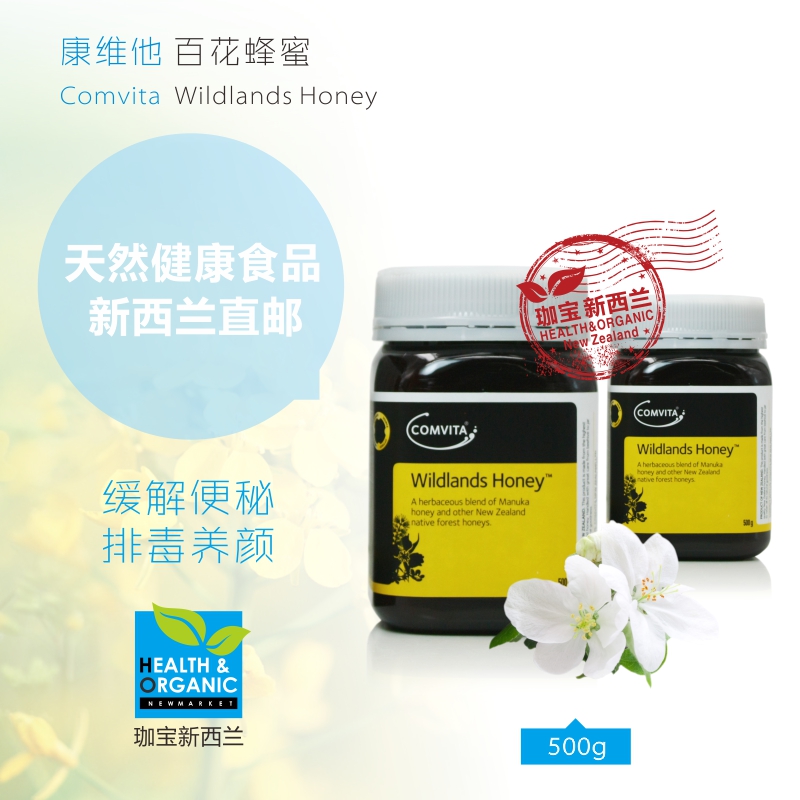 康维他 百花蜂蜜
Comvita Wildlands Honey
天然健康食品
新西兰直邮
珈宝新西兰
HEALTH&ORGANIC
New Zealand
COMVITA
Wildlands Honey™
A herbaceous blend of Manuka
honey and other New Zealand
native forest honeys.
COMVITA
Wildlands Honey™
A herbaceous blend of Manuka
honey and other New Zealand
native forest honeys.
500 g
缓解便秘
排毒养颜
HEALTH &
ORGANIC
NEWMARKET
珈宝新西兰
500g